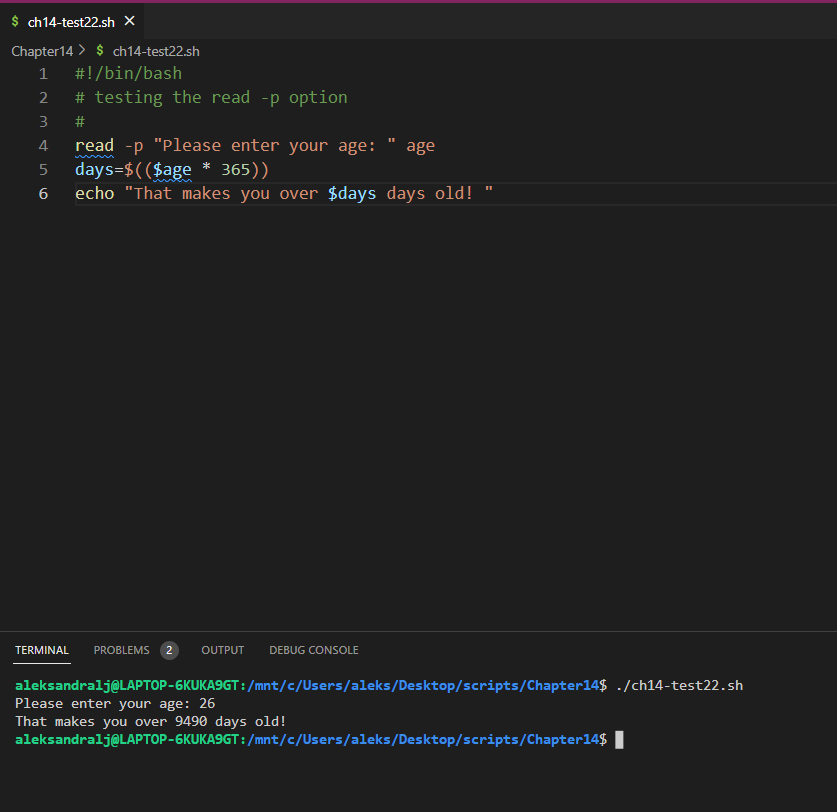 $ ch14-test22.sh ×
Chapter14 > $ ch14-test22.sh
1 #!/bin/bash
2 # testing the read -p option
3 #
4 read -p "Please enter your age: " age
5 days=$(($age * 365))
6 echo "That makes you over $days days old! "
TERMINAL PROBLEMS 2 OUTPUT DEBUG CONSOLE
aleksandralj@LAPTOP-6KUKA9GT:/mnt/c/Users/aleks/Desktop/scripts/Chapter14$ ./ch14-test22.sh
Please enter your age: 26
That makes you over 9490 days old!
aleksandralj@LAPTOP-6KUKA9GT:/mnt/c/Users/aleks/Desktop/scripts/Chapter14$